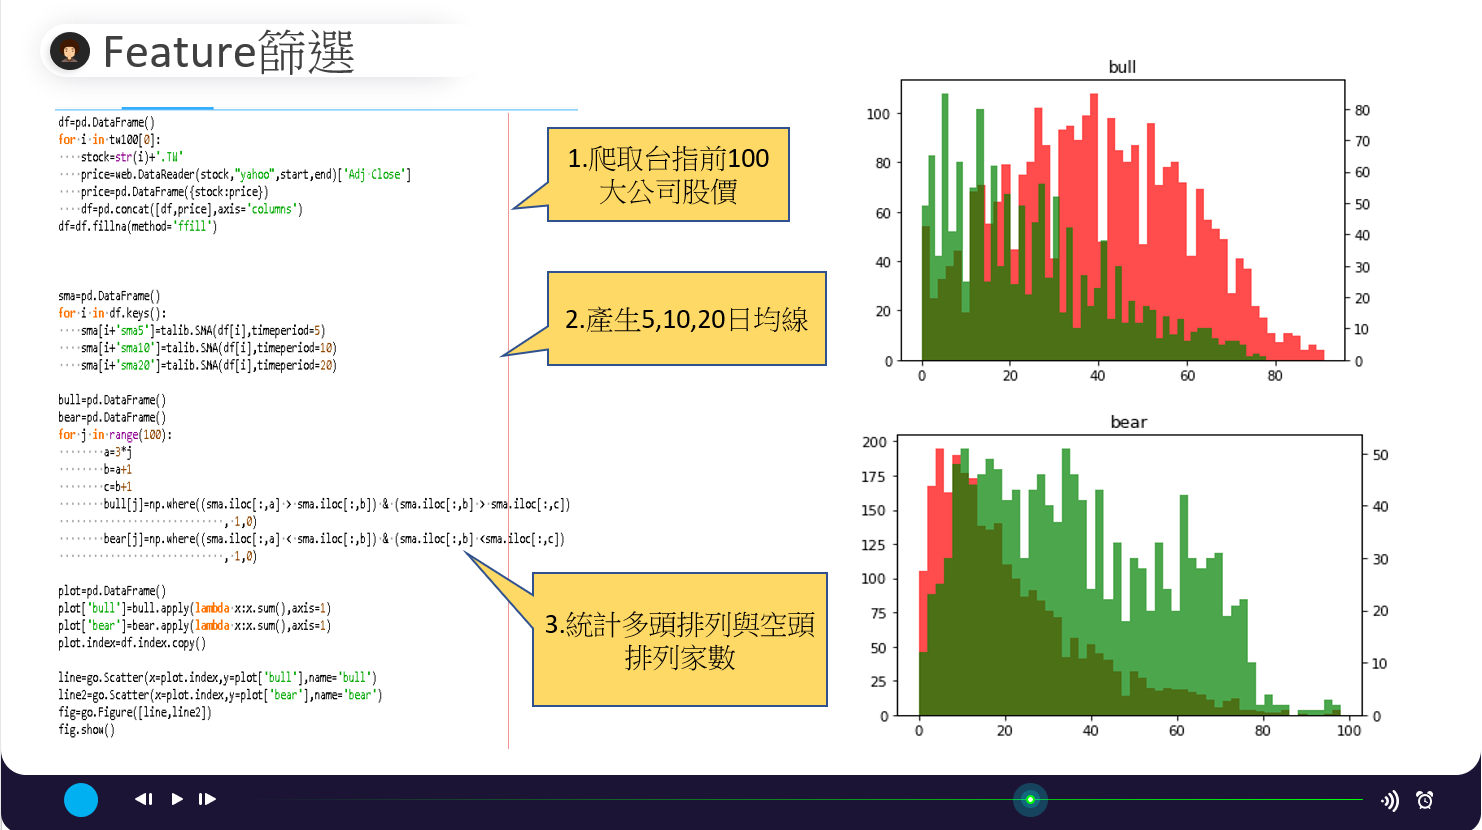 Feature篩選
df=pd.DataFrame()
for i in tw100[0]:
    stock=str(i)+'.TW'
    price=web.DataReader(stock,"yahoo",start,end)['Adj Close']
    price=pd.DataFrame({stock:price})
    df=pd.concat([df,price],axis='columns')
df=df.fillna(method='ffill')
sma=pd.DataFrame()
for i in df.keys():
    sma[i+'sma5']=talib.SMA(df[i],timeperiod=5)
    sma[i+'sma10']=talib.SMA(df[i],timeperiod=10)
    sma[i+'sma20']=talib.SMA(df[i],timeperiod=20)
bull=pd.DataFrame()
bear=pd.DataFrame()
for j in range(100):
        a=3*j
        b=a+1
        c=b+1
        bull[j]=np.where((sma.iloc[:,a] > sma.iloc[:,b]) & (sma.iloc[:,b] > sma.iloc[:,c])
                             , 1,0)
        bear[j]=np.where((sma.iloc[:,a] < sma.iloc[:,b]) & (sma.iloc[:,b] <sma.iloc[:,c])
                             , 1,0)
plot=pd.DataFrame()
plot['bull']=bull.apply(lambda x:x.sum(),axis=1)
plot['bear']=bear.apply(lambda x:x.sum(),axis=1)
plot.index=df.index.copy()
line=go.Scatter(x=plot.index,y=plot['bull'],name='bull')
line2=go.Scatter(x=plot.index,y=plot['bear'],name='bear')
fig=go.Figure([line,line2])
fig.show()
1.爬取台指前100
大公司股價
2.產生5,10,20日均線
3.統計多頭排列與空頭
排列家數
bull
100
80
60
40
20
0
80
70
60
50
40
30
20
10
0
0 20 40 60 80
bear
200
175
150
125
100
75
50
25
0
50
40
30
20
10
0
0 20 40 60 80 100